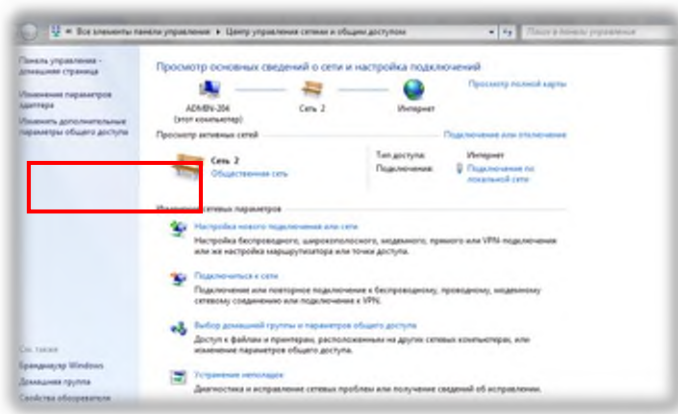 Все элементы панели управления ▸ Центр управления сетями и общим доступом
Поиск в панели управления
Панель управления -
домашняя страница
Изменение параметров
адаптера
Изменить дополнительные
параметры общего доступа
Просмотр основных сведений о сети и настройка подключений
Просмотр полной карты
ADMIN-204
(этот компьютер)
Сеть 2
Интернет
Просмотр активных сетей
Подключение или отключение
Сеть 2
Общественная сеть
Тип доступа: Интернет
Подключения: Подключение по
локальной сети
Изменение сетевых параметров
Настройка нового подключения или сети
Настройка беспроводного, широкополосного, модемного, прямого или VPN-подключения
или же настройка маршрутизатора или точки доступа.
Подключиться к сети
Подключение или повторное подключение к беспроводному, проводному, модемному
сетевому соединению или подключение к VPN.
Выбор домашней группы и параметров общего доступа
Доступ к файлам и принтерам, расположенным на других сетевых компьютерах, или
изменение параметров общего доступа.
Устранение неполадок
Диагностика и исправление сетевых проблем или получение сведений об исправлении.
См. также
Брандмауэр Windows
Домашняя группа
Свойства обозревателя